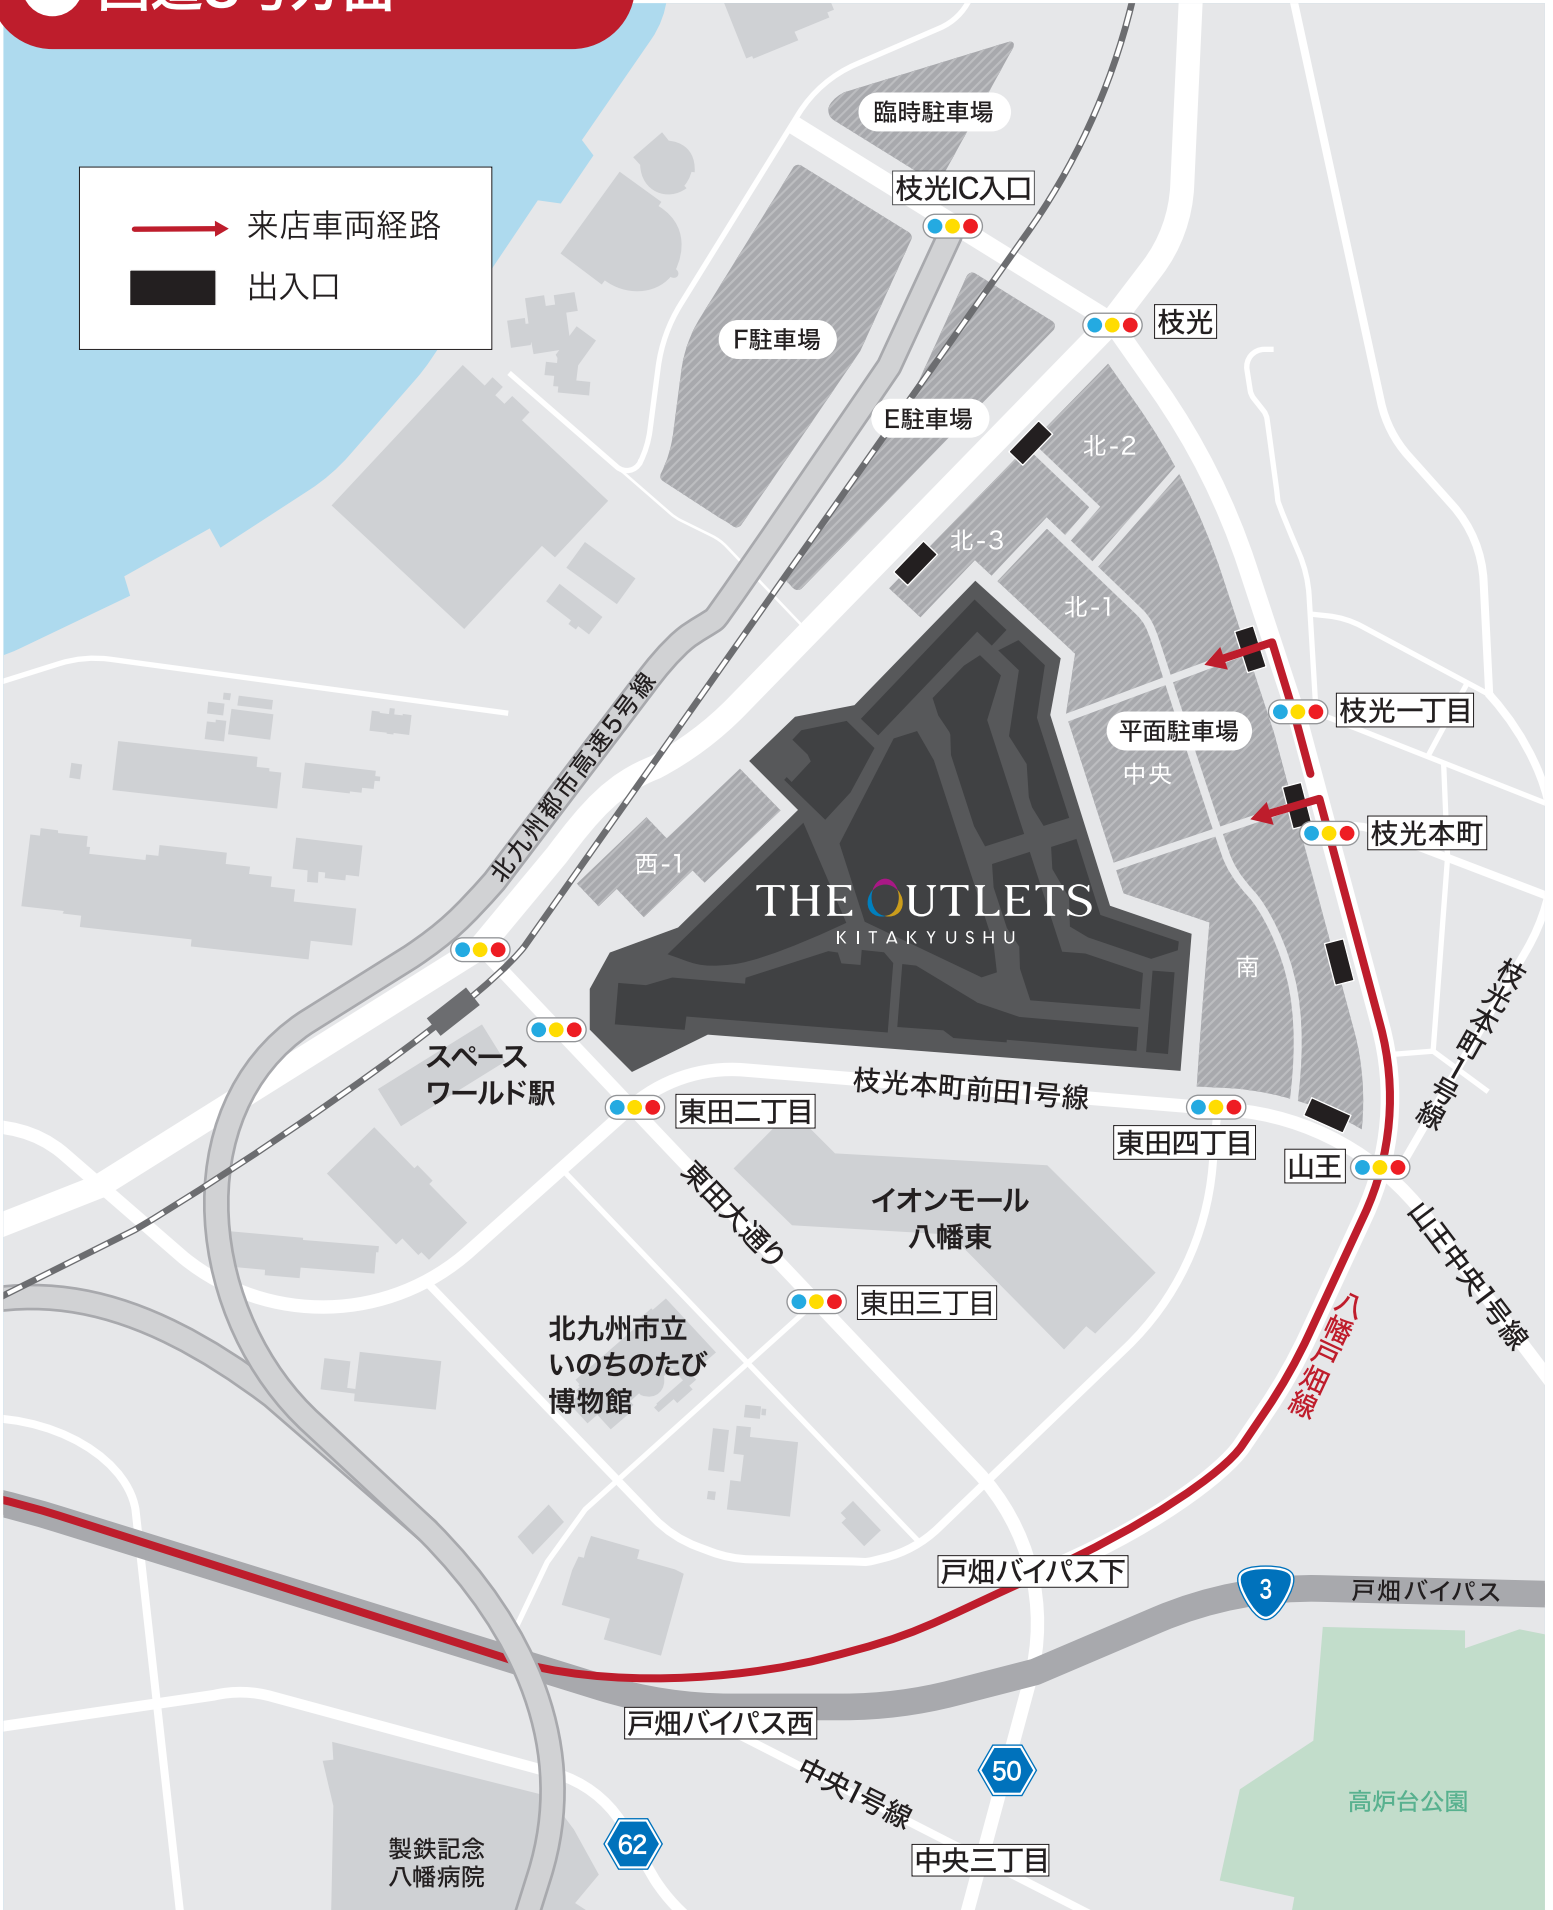 国道3号方面
来店車両経路
出入口
臨時駐車場
枝光IC入口
枝光
F駐車場
E駐車場
北-2
北-3
北-1
枝光一丁目
平面駐車場
中央
枝光本町
北九州都市高速5号線
西-1
THE OUTLETS
KITAKYUSHU
南
枝光本町1号線
スペース
ワールド駅
枝光本町前田1号線
東田二丁目
東田四丁目
山王
東田大通り
イオンモール
八幡東
山王中央1号線
東田三丁目
八幡戸畑線
北九州市立
いのちのたび
博物館
戸畑バイパス下
3
戸畑バイパス
戸畑バイパス西
50
中央1号線
高炉台公園
62
製鉄記念
八幡病院
中央三丁目